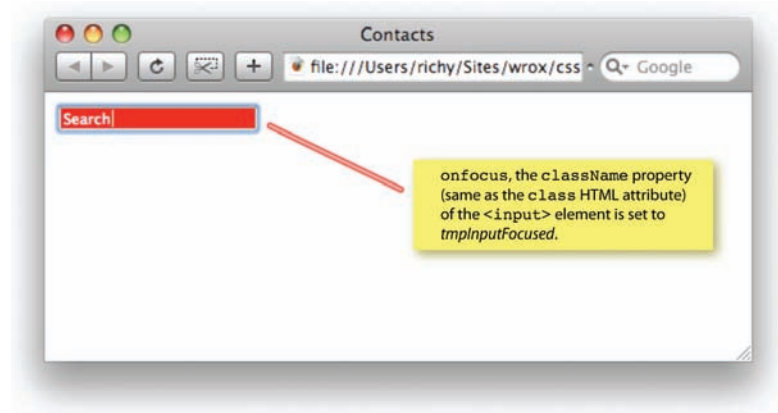 Contacts
file:///Users/richy/Sites/wrox/css
Google
Search
onfocus, the className property
(same as the class HTML attribute)
of the <input> element is set to
tmpInputFocused.